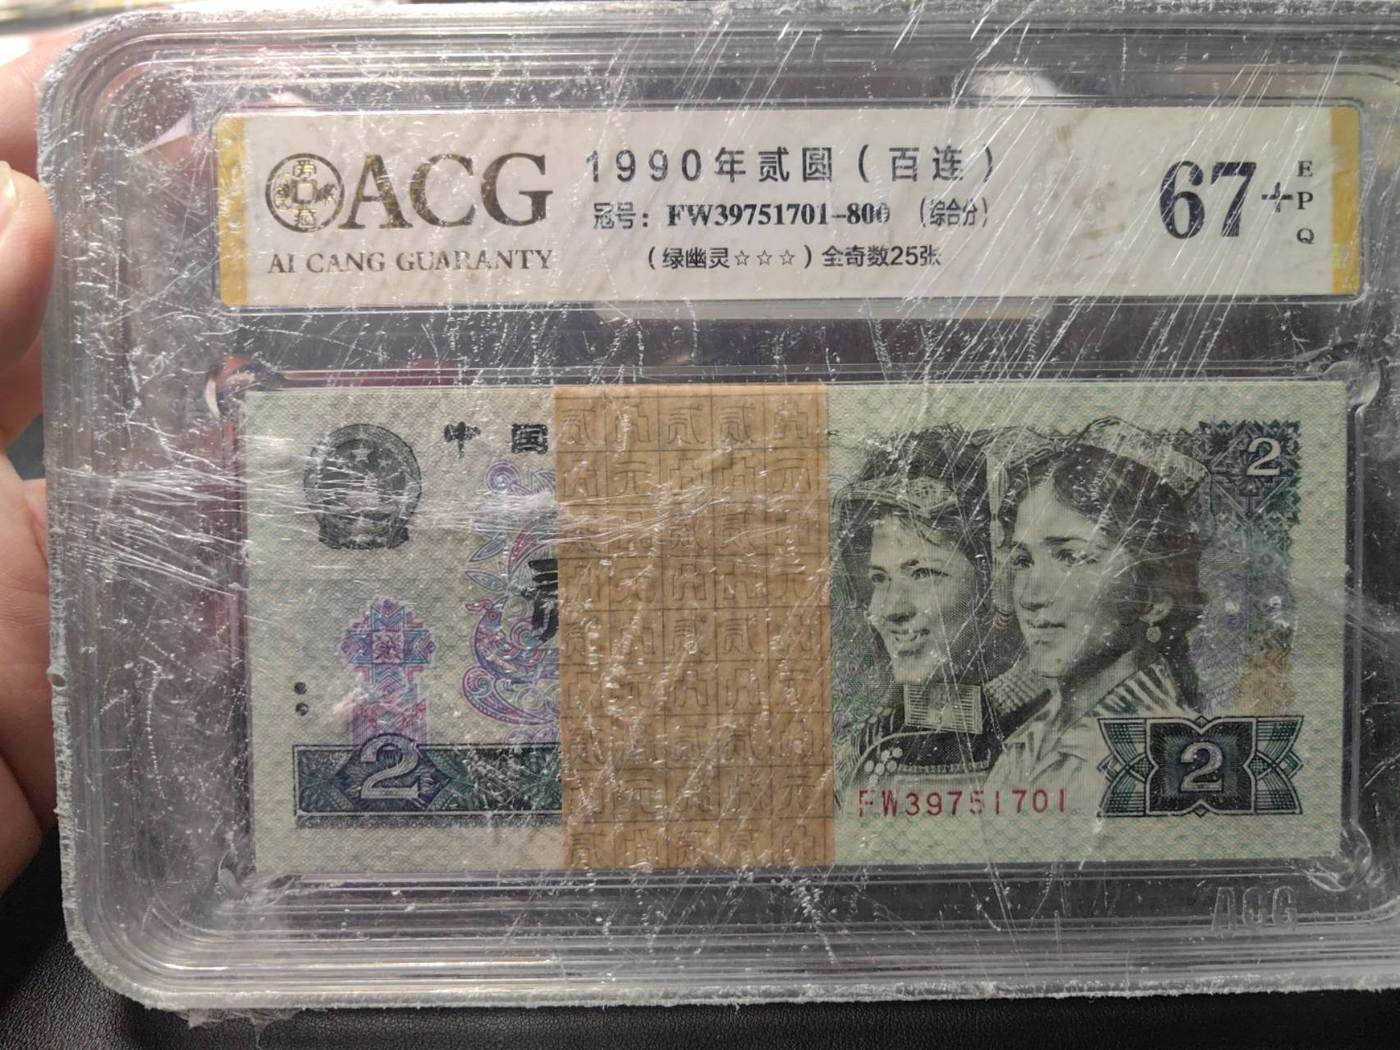 ACG
AI CANG GUARANTY
1990年贰圆（百连）
冠号：FW39751701-800（综合分）
（绿幽灵☆☆☆）全奇数25张
67+
EPQ
中国
2
2
2
FW39751701
ACG